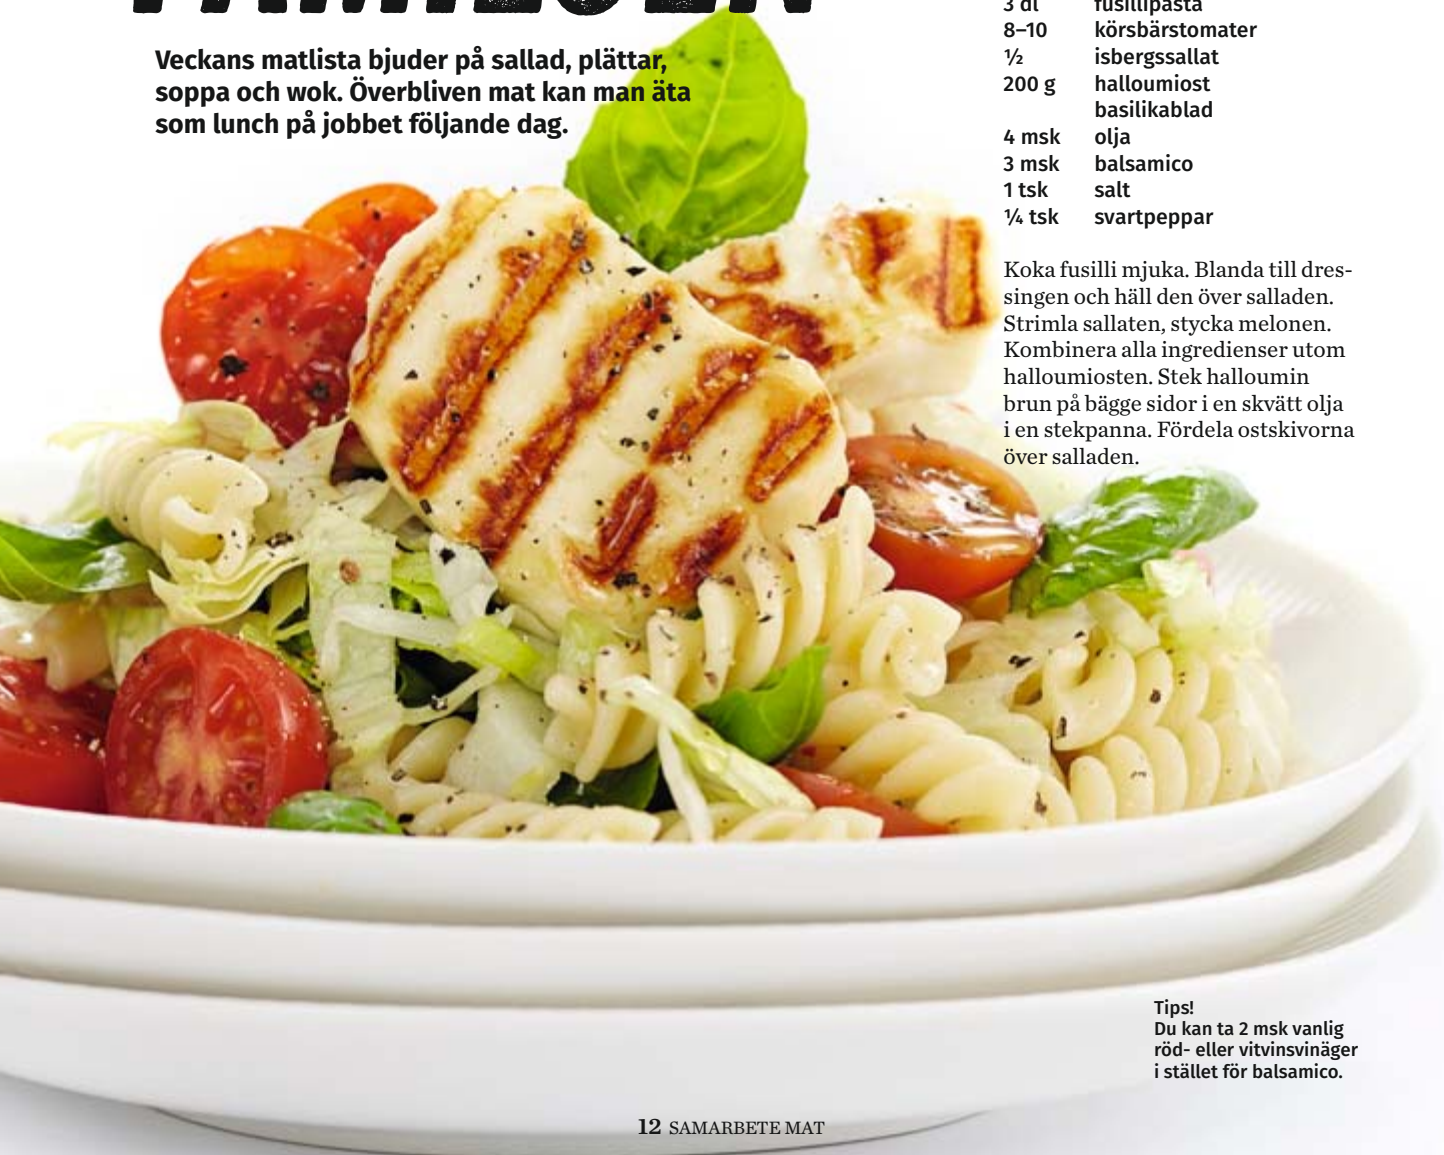 FAMILJEN
Veckans matlista bjuder på sallad, plättar,
soppa och wok. Överbliven mat kan man äta
som lunch på jobbet följande dag.
3 dl fusillipasta
8–10 körsbärstomater
½ isbergssallat
200 g halloumiost
basilikablad
4 msk olja
3 msk balsamico
1 tsk salt
¼ tsk svartpeppar
Koka fusilli mjuka. Blanda till dres-
singen och häll den över salladen.
Strimla sallaten, stycka melonen.
Kombinera alla ingredienser utom
halloumiosten. Stek halloumin
brun på bägge sidor i en skvätt olja
i en stekpanna. Fördela ostskivorna
över salladen.
Tips!
Du kan ta 2 msk vanlig
röd- eller vitvinsvinäger
i stället för balsamico.
12 SAMARBETE MAT